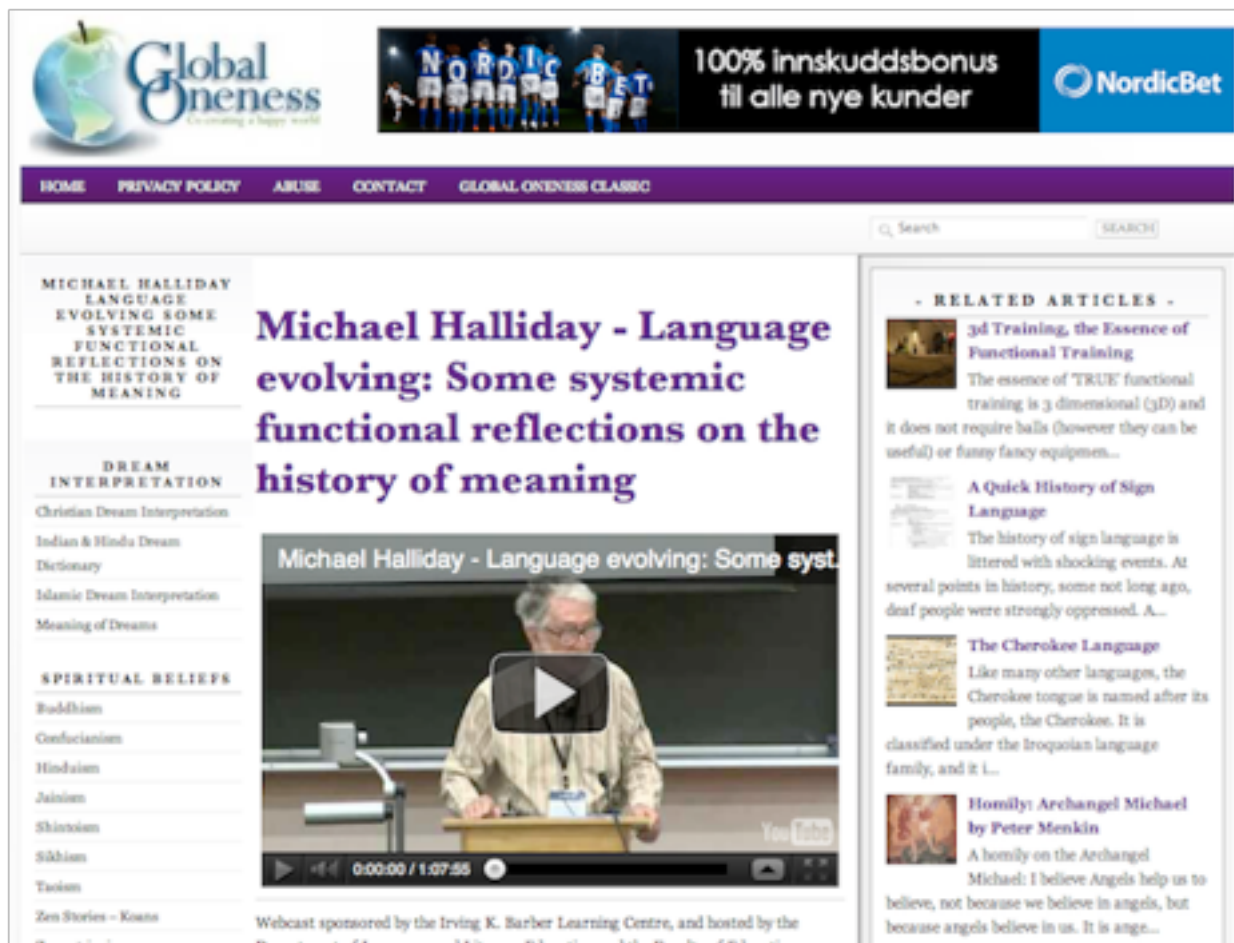 Global
Oneness
Co-creating a happy world
NORDIC BET
100% innskuddsbonus
til alle nye kunder
NordicBet
HOME PRIVACY POLICY ABUSE CONTACT GLOBAL ONENESS CLASSIC
Search SEARCH
MICHAEL HALLIDAY
LANGUAGE
EVOLVING SOME
SYSTEMIC
FUNCTIONAL
REFLECTIONS ON
THE HISTORY OF
MEANING
DREAM
INTERPRETATION
Christian Dream Interpretation
Indian & Hindu Dream
Dictionary
Islamic Dream Interpretation
Meaning of Dreams
SPIRITUAL BELIEFS
Buddhism
Confucianism
Hinduism
Jainism
Shintoism
Sikhism
Taoism
Zen Stories – Koans
Michael Halliday - Language
evolving: Some systemic
functional reflections on the
history of meaning
Michael Halliday - Language evolving: Some syst.
YouTube
0:00:00 / 1:07:55
Webcast sponsored by the Irving K. Barber Learning Centre, and hosted by the
- RELATED ARTICLES -
3d Training, the Essence of
Functional Training
The essence of 'TRUE' functional
training is 3 dimensional (3D) and
it does not require balls (however they can be
useful) or funny fancy equipmen...
A Quick History of Sign
Language
The history of sign language is
littered with shocking events. At
several points in history, some not long ago,
deaf people were strongly oppressed. A...
The Cherokee Language
Like many other languages, the
Cherokee tongue is named after its
people, the Cherokee. It is
classified under the Iroquoian language
family, and it i...
Homily: Archangel Michael
by Peter Menkin
A homily on the Archangel
Michael: I believe Angels help us to
believe, not because we believe in angels, but
because angels believe in us. It is ange...